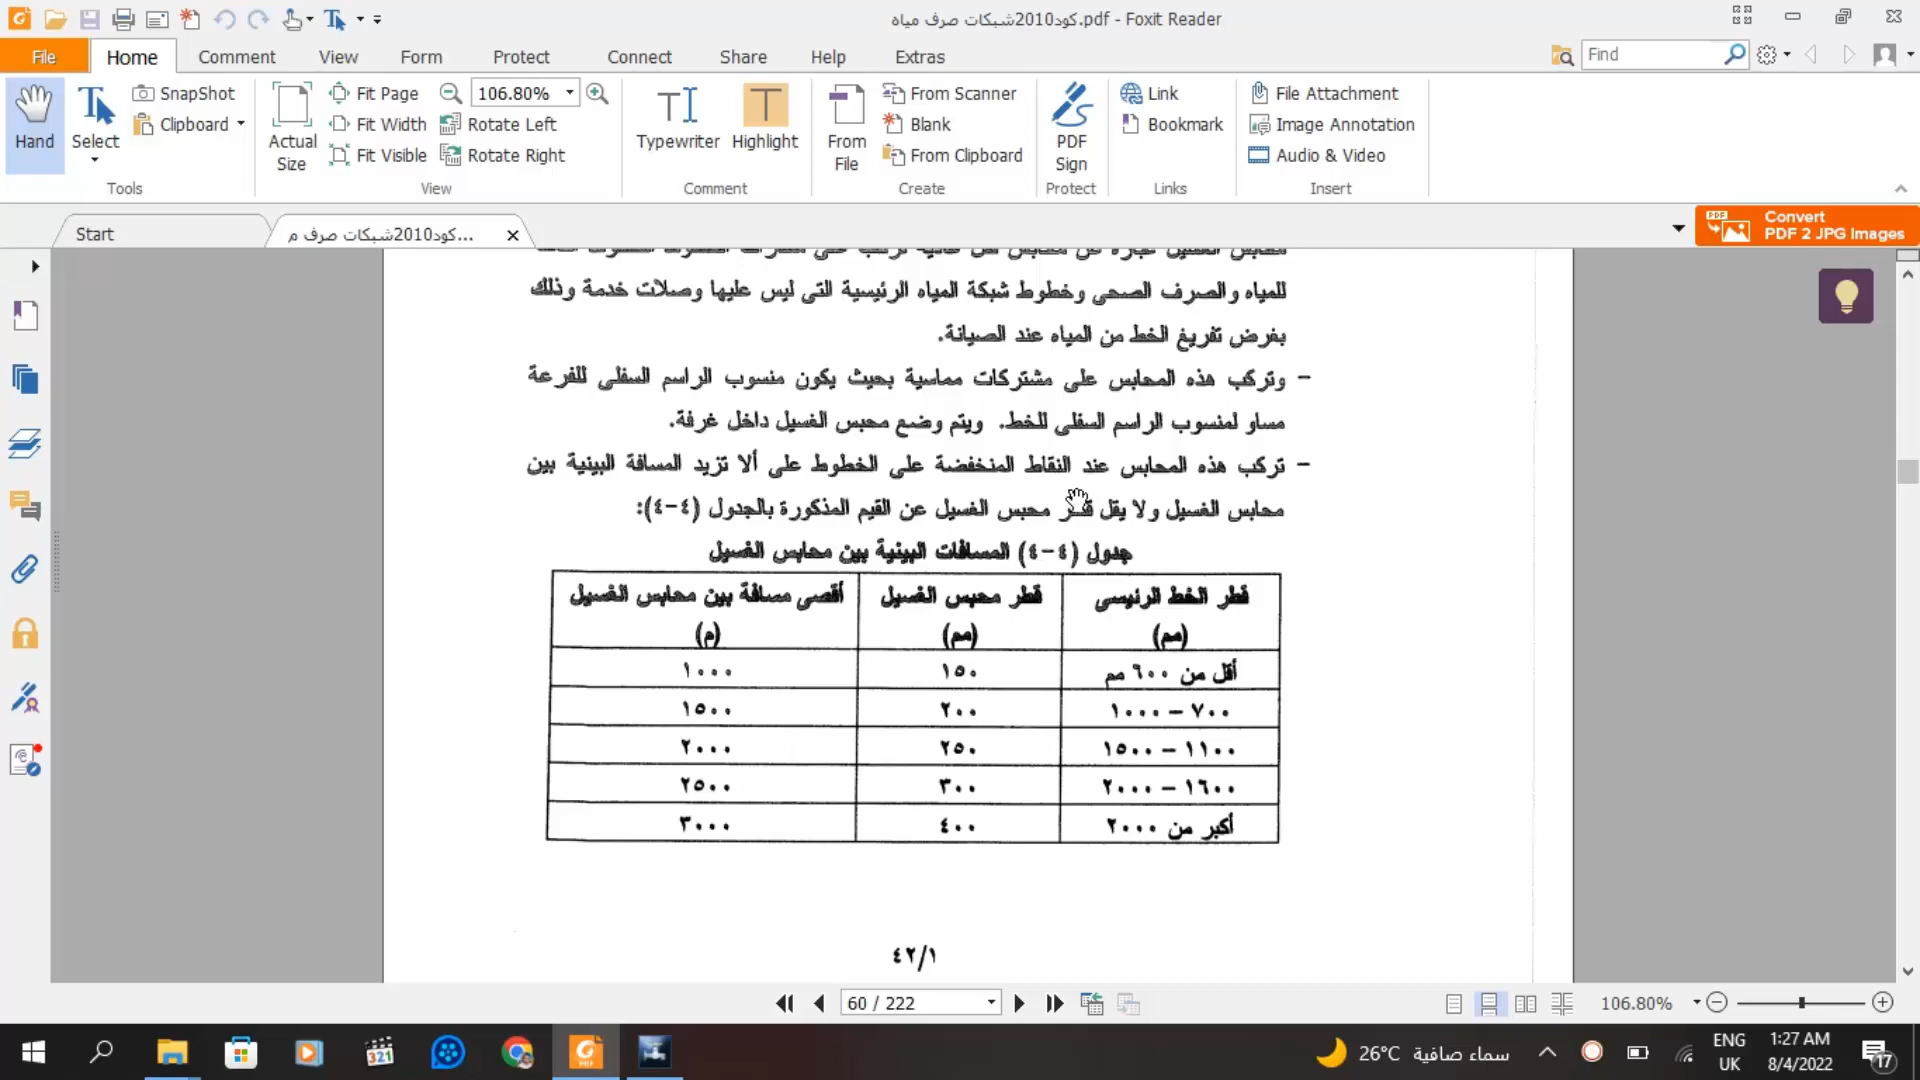 كود2010شبكات صرف مياه.pdf - Foxit Reader
File Home Comment View Form Protect Connect Share Help Extras
Find
Hand
Select
SnapShot
Clipboard
Tools
Actual Size
Fit Page
Fit Width
Fit Visible
106.80%
Rotate Left
Rotate Right
View
Typewriter
Highlight
Comment
From File
From Scanner
Blank
From Clipboard
Create
PDF Sign
Protect
Link
Bookmark
Links
File Attachment
Image Annotation
Audio & Video
Insert
Start
كود2010شبكات صرف م...
PDF
Convert
PDF 2 JPG Images
للمياه والصرف الصحى وخطوط شبكة المياه الرئيسية التى ليس عليها وصلات خدمة وذلك
بغرض تفريغ الخط من المياه عند الصيانة.
- وتركب هذه المحابس على مشتركات مماسية بحيث يكون منسوب الراسم السفلى للفرعة
مساو لمنسوب الراسم السفلى للخط. ويتم وضع محبس الغسيل داخل غرفة.
- تركب هذه المحابس عند النقاط المنخفضة على الخطوط على ألا تزيد المسافة البينية بين
محابس الغسيل ولا يقل قطر محبس الغسيل عن القيم المذكورة بالجدول (٤-٤):
جدول (٤-٤) المسافات البينية بين محابس الغسيل
قطر الخط الرئيسى (مم) قطر محبس الغسيل (مم) أقصى مسافة بين محابس الغسيل (م)
أقل من ٦٠٠ مم ١٥٠ ١٠٠٠
٧٠٠ – ١٠٠٠ ٢٠٠ ١٥٠٠
١١٠٠ – ١٥٠٠ ٢٥٠ ٢٠٠٠
١٦٠٠ – ٢٠٠٠ ٣٠٠ ٢٥٠٠
أكبر من ٢٠٠٠ ٤٠٠ ٣٠٠٠
٤٢/١
60 / 222
106.80%
321
PDF
26°C سماء صافية
ENG
UK
1:27 AM
8/4/2022
17